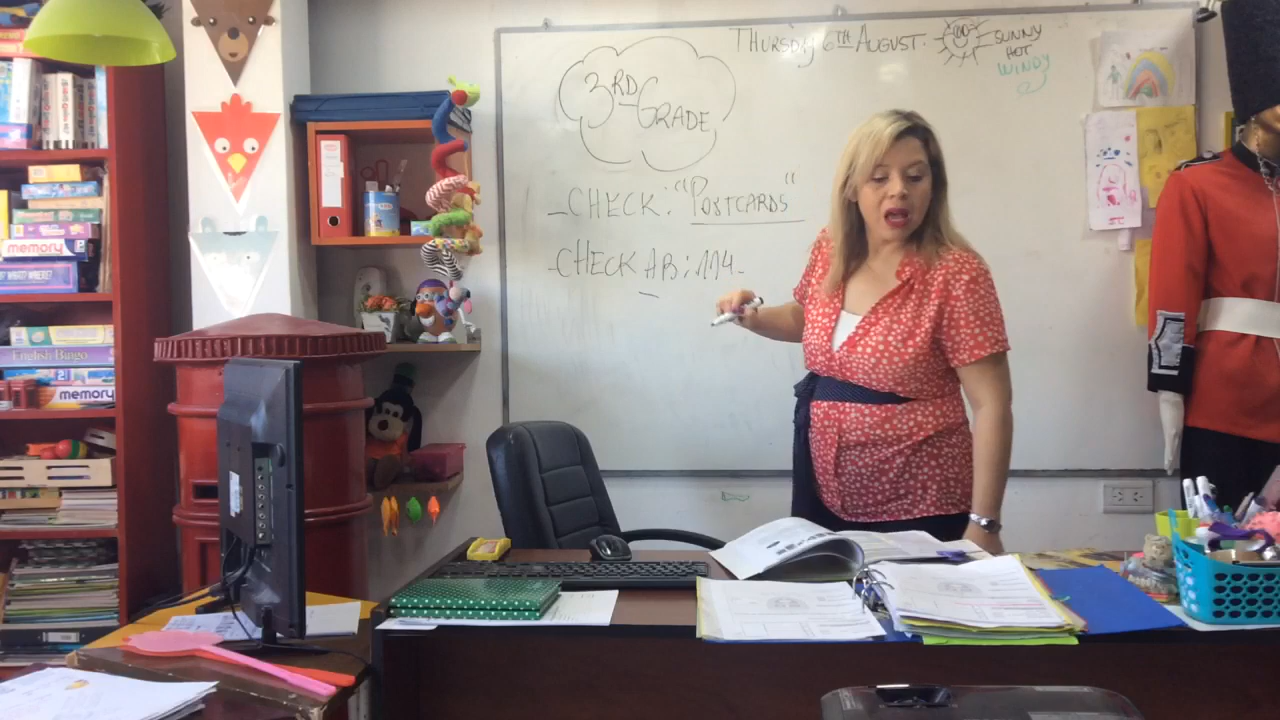 THURSDAY 6TH AUGUST.
SUNNY
HOT
WINDY
3RD GRADE
- CHECK: "POSTCARDS"
- CHECK AB: 114.
memory
English Bingo
memory